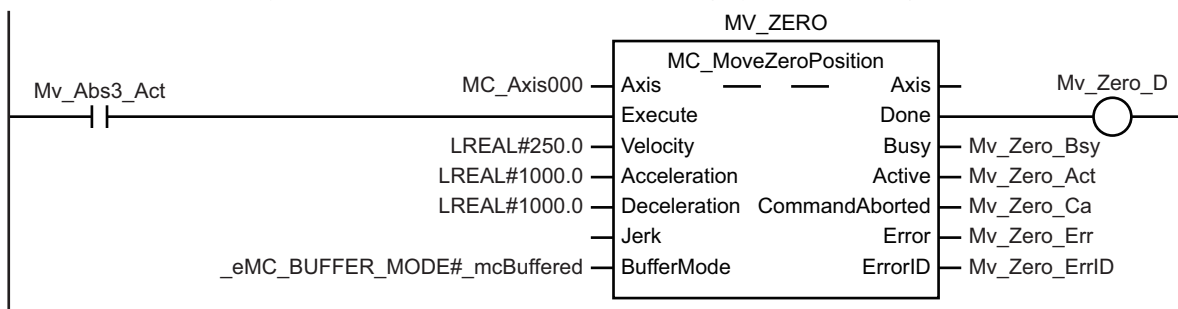 MV_ZERO
MC_MoveZeroPosition
Mv_Abs3_Act MC_Axis000 Axis Axis Mv_Zero_D
Execute Done
LREAL#250.0 Velocity Busy Mv_Zero_Bsy
LREAL#1000.0 Acceleration Active Mv_Zero_Act
LREAL#1000.0 Deceleration CommandAborted Mv_Zero_Ca
Jerk Error Mv_Zero_Err
_eMC_BUFFER_MODE#_mcBuffered BufferMode ErrorID Mv_Zero_ErrID